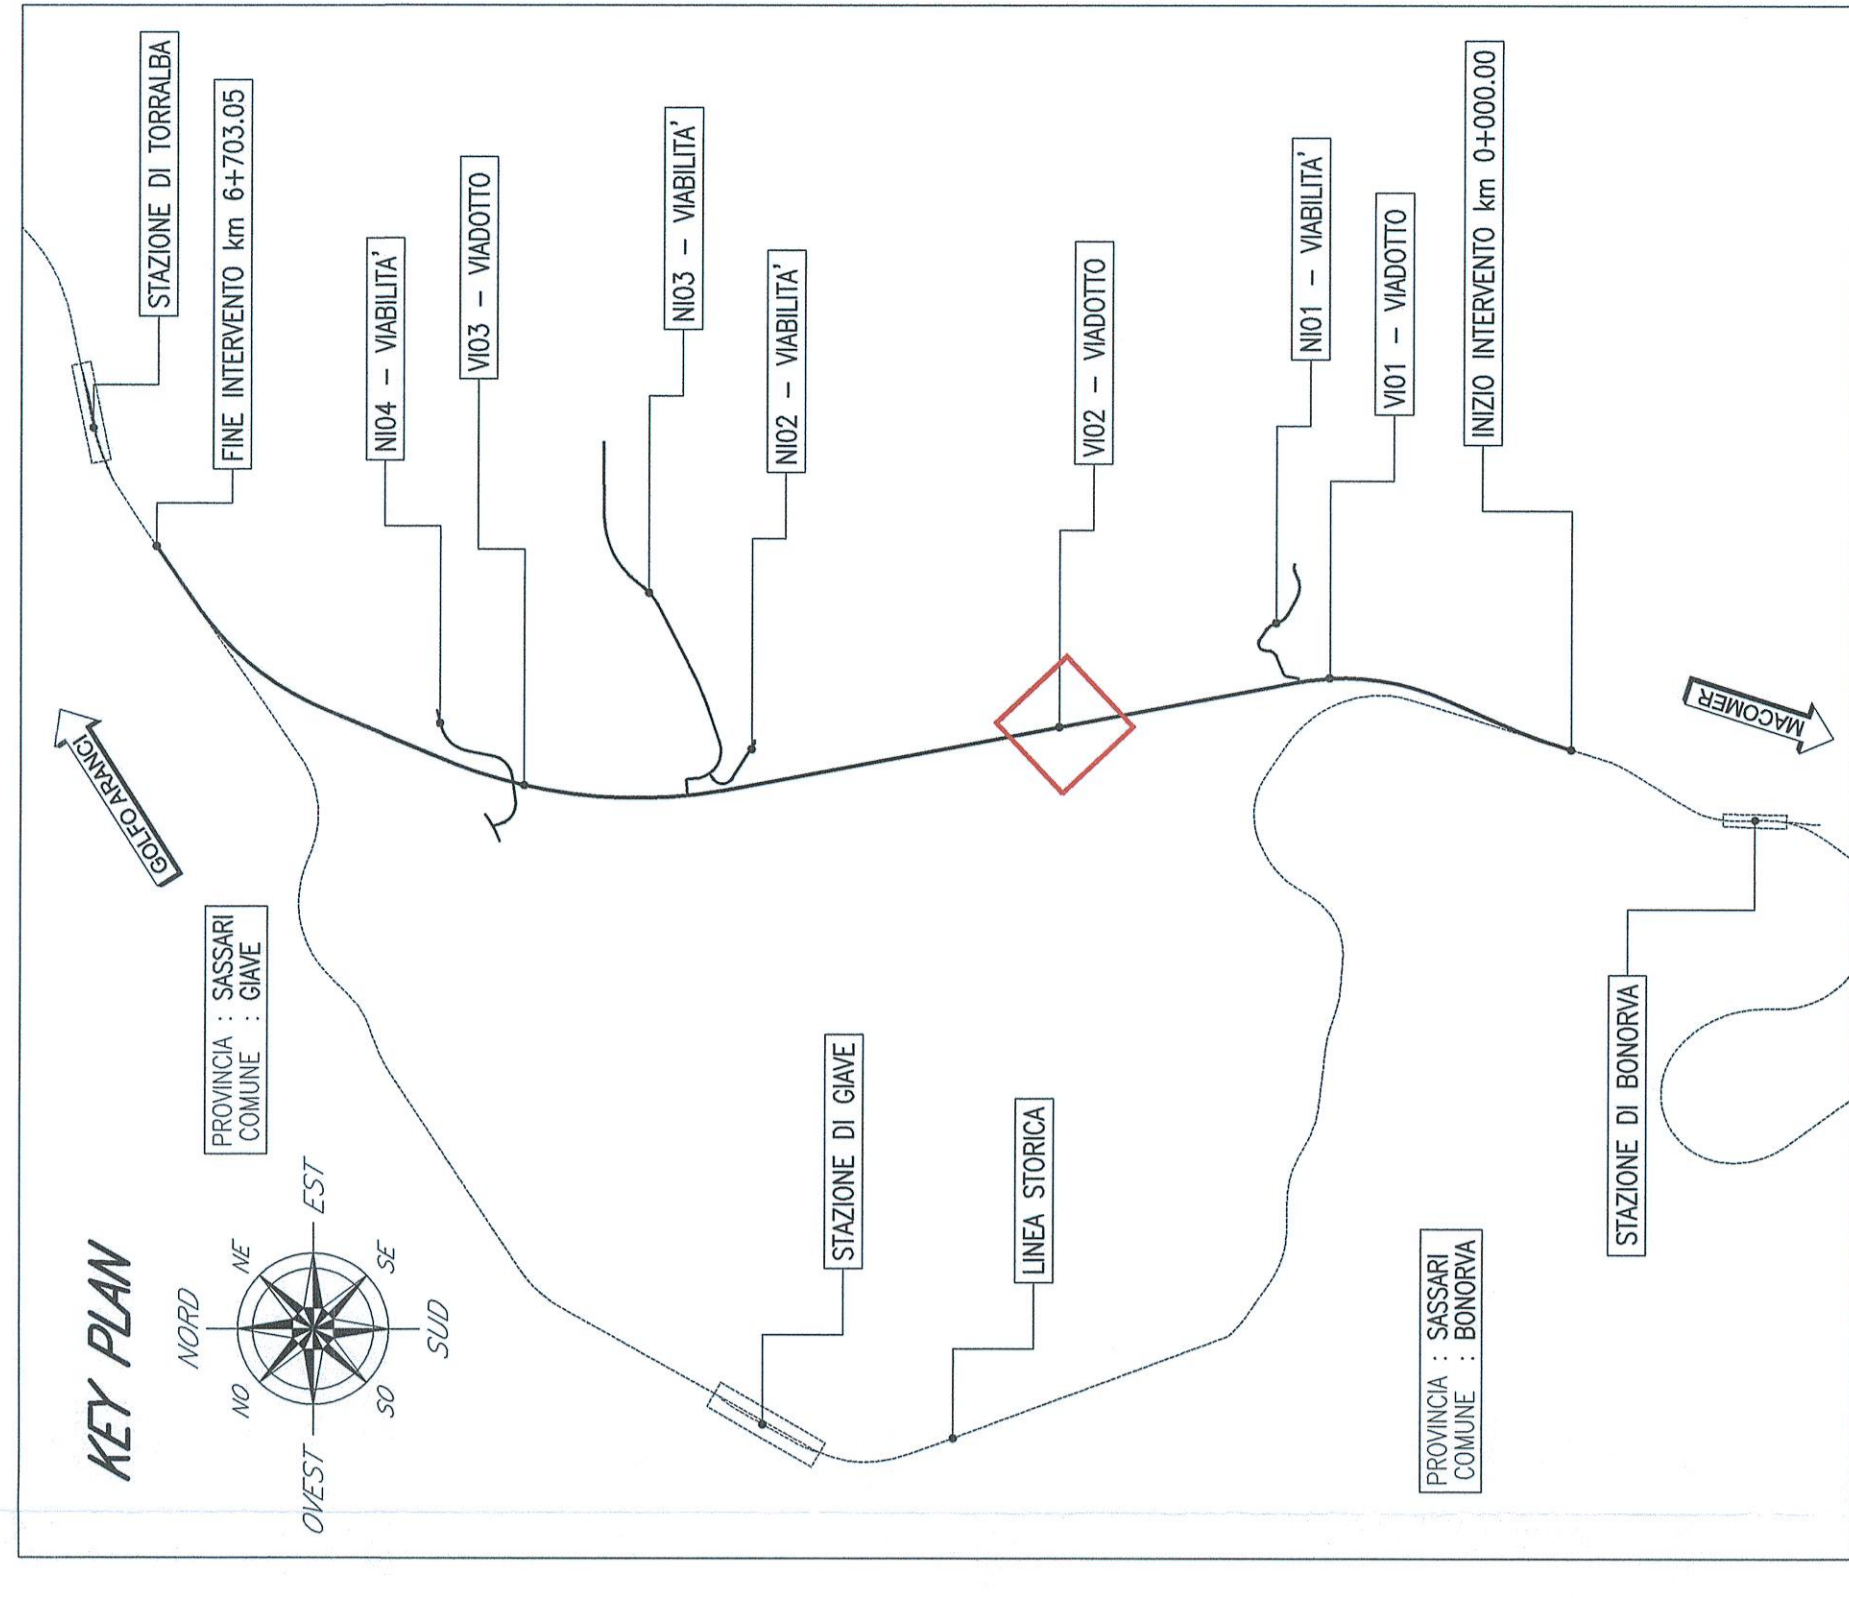 KEY PLAN
NORD
NE
EST
SE
SUD
SO
OVEST
NO
PROVINCIA : SASSARI
COMUNE : GIAVE
GOLFO ARANCI
STAZIONE DI TORRALBA
FINE INTERVENTO km 6+703.05
NI04 - VIABILITA'
VI03 - VIADOTTO
NI03 - VIABILITA'
NI02 - VIABILITA'
VI02 - VIADOTTO
NI01 - VIABILITA'
VI01 - VIADOTTO
INIZIO INTERVENTO km 0+000.00
MACOMER
STAZIONE DI GIAVE
LINEA STORICA
PROVINCIA : SASSARI
COMUNE : BONORVA
STAZIONE DI BONORVA